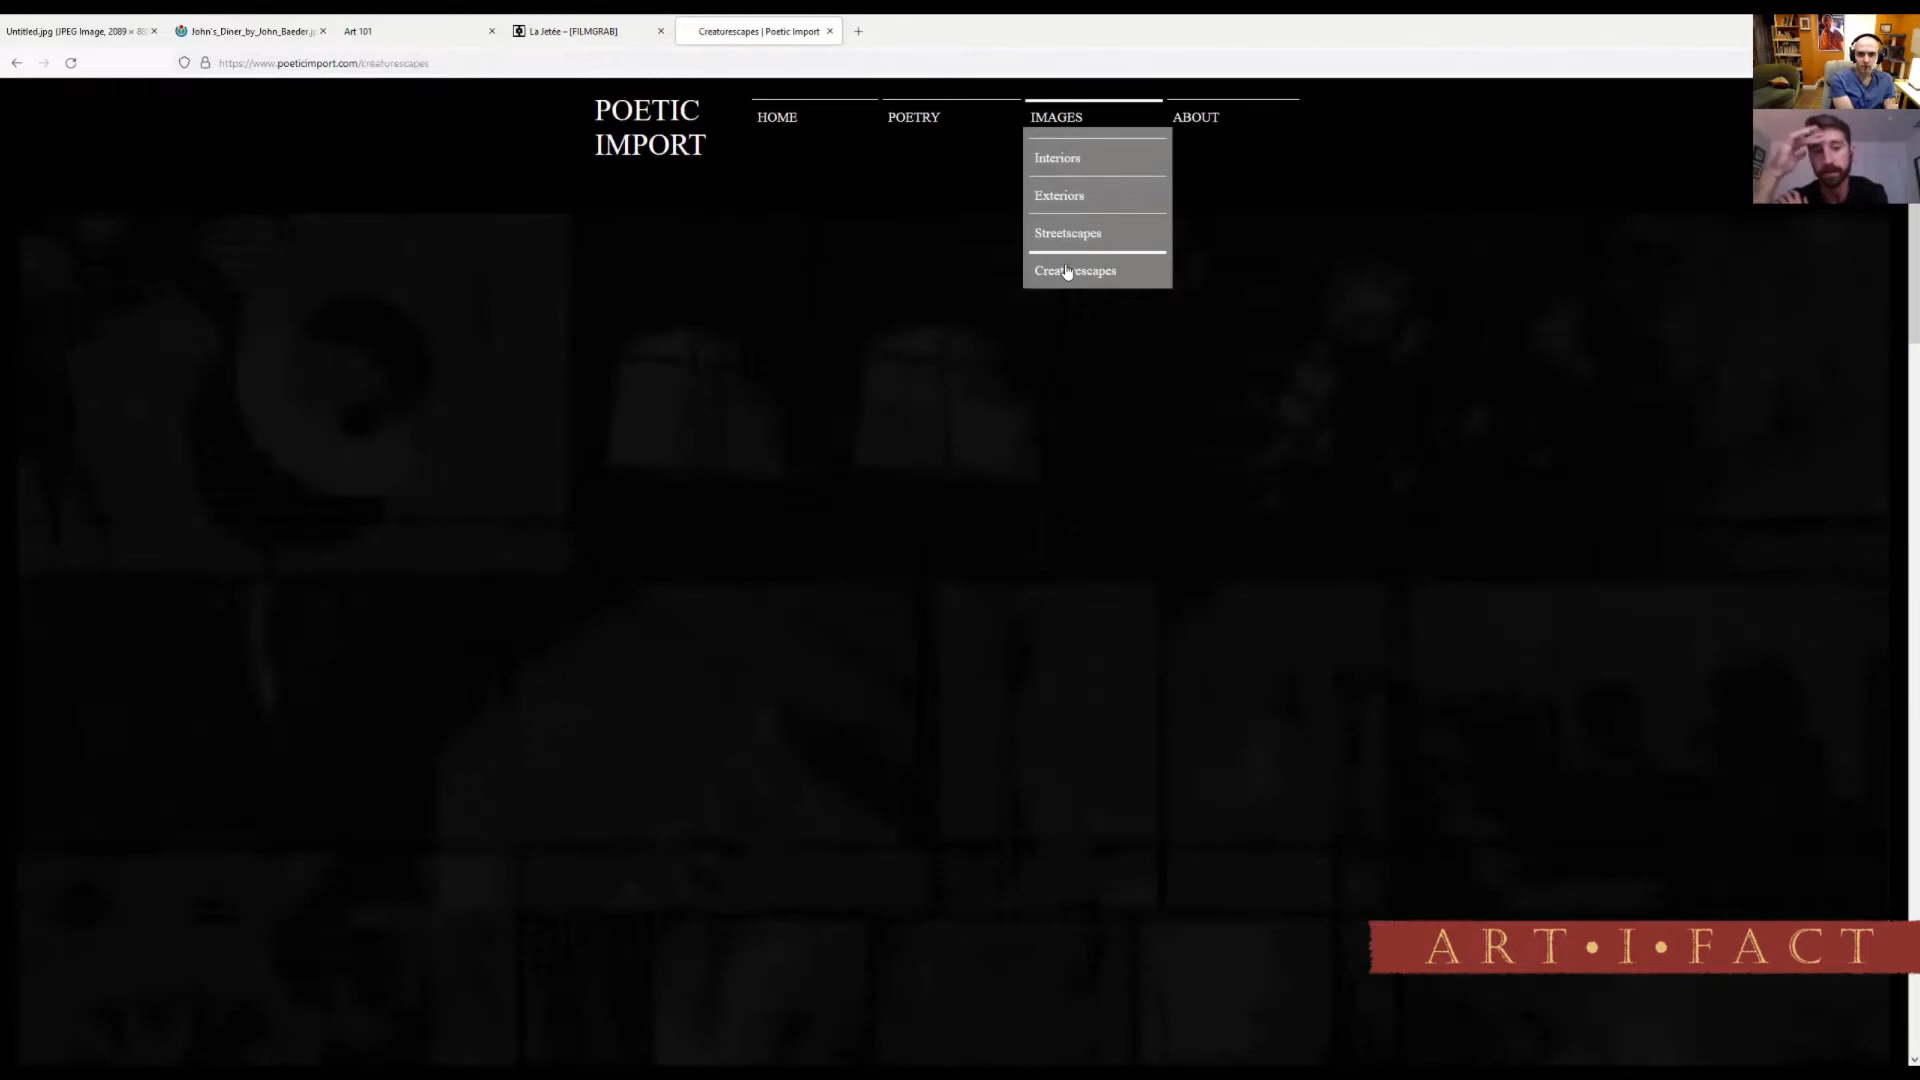 Untitled.jpg (JPEG Image, 2089 × 8
John's_Diner_by_John_Baeder.j
Art 101
La Jetée – [FILMGRAB]
Creaturescapes | Poetic Import
https://www.poeticimport.com/creaturescapes
POETIC
IMPORT
HOME
POETRY
IMAGES
ABOUT
Interiors
Exteriors
Streetscapes
Creaturescapes
ART•I•FACT